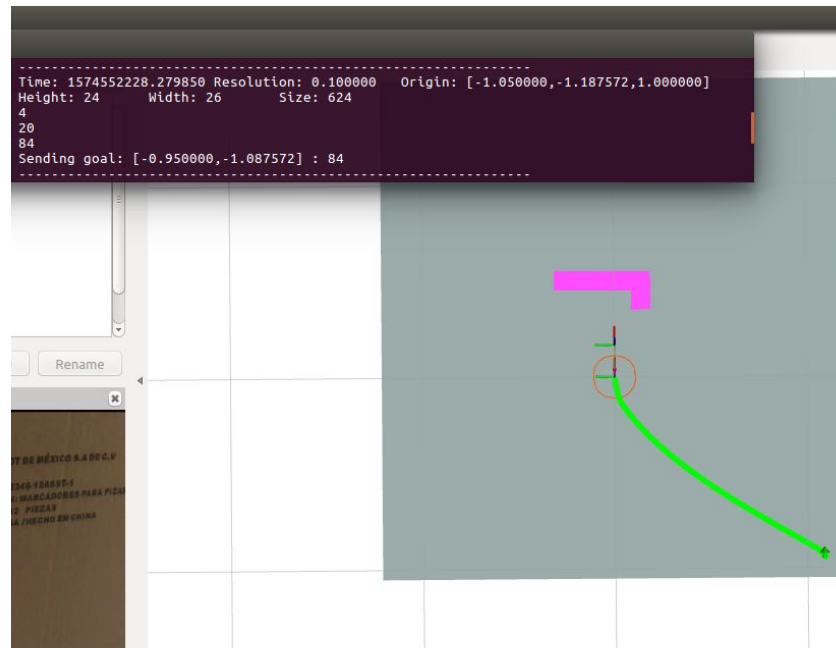 --------------------------------------------------------------
Time: 1574552228.279850 Resolution: 0.100000   Origin: [-1.050000,-1.187572,1.000000]
Height: 24      Width: 26       Size: 624
4
20
84
Sending goal: [-0.950000,-1.087572] : 84
--------------------------------------------------------------
Rename
OT DE MÉXICO S.A DE C.V
MARCADORES PARA
PIEZAS
HECHO EN CHINA